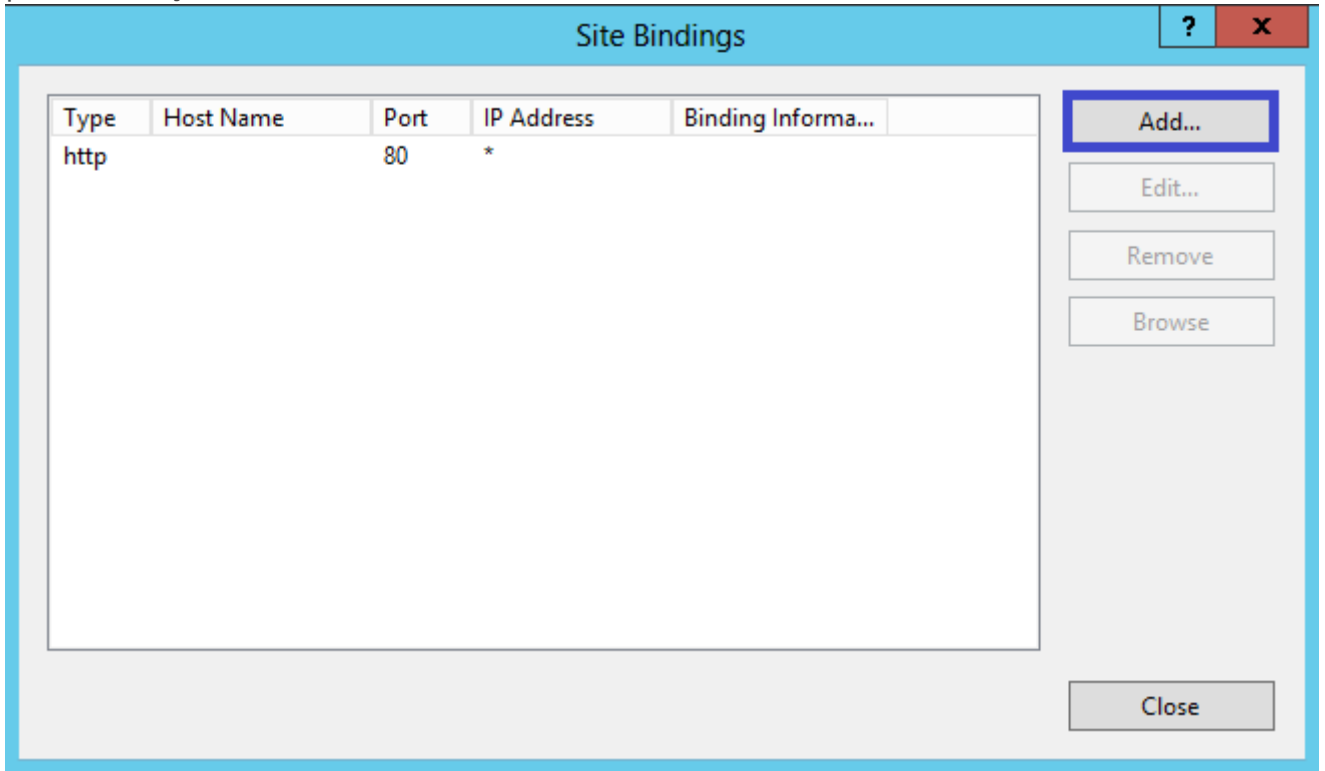 Site Bindings
? x
Type Host Name Port IP Address Binding Informa...
http 80 *
Add...
Edit...
Remove
Browse
Close